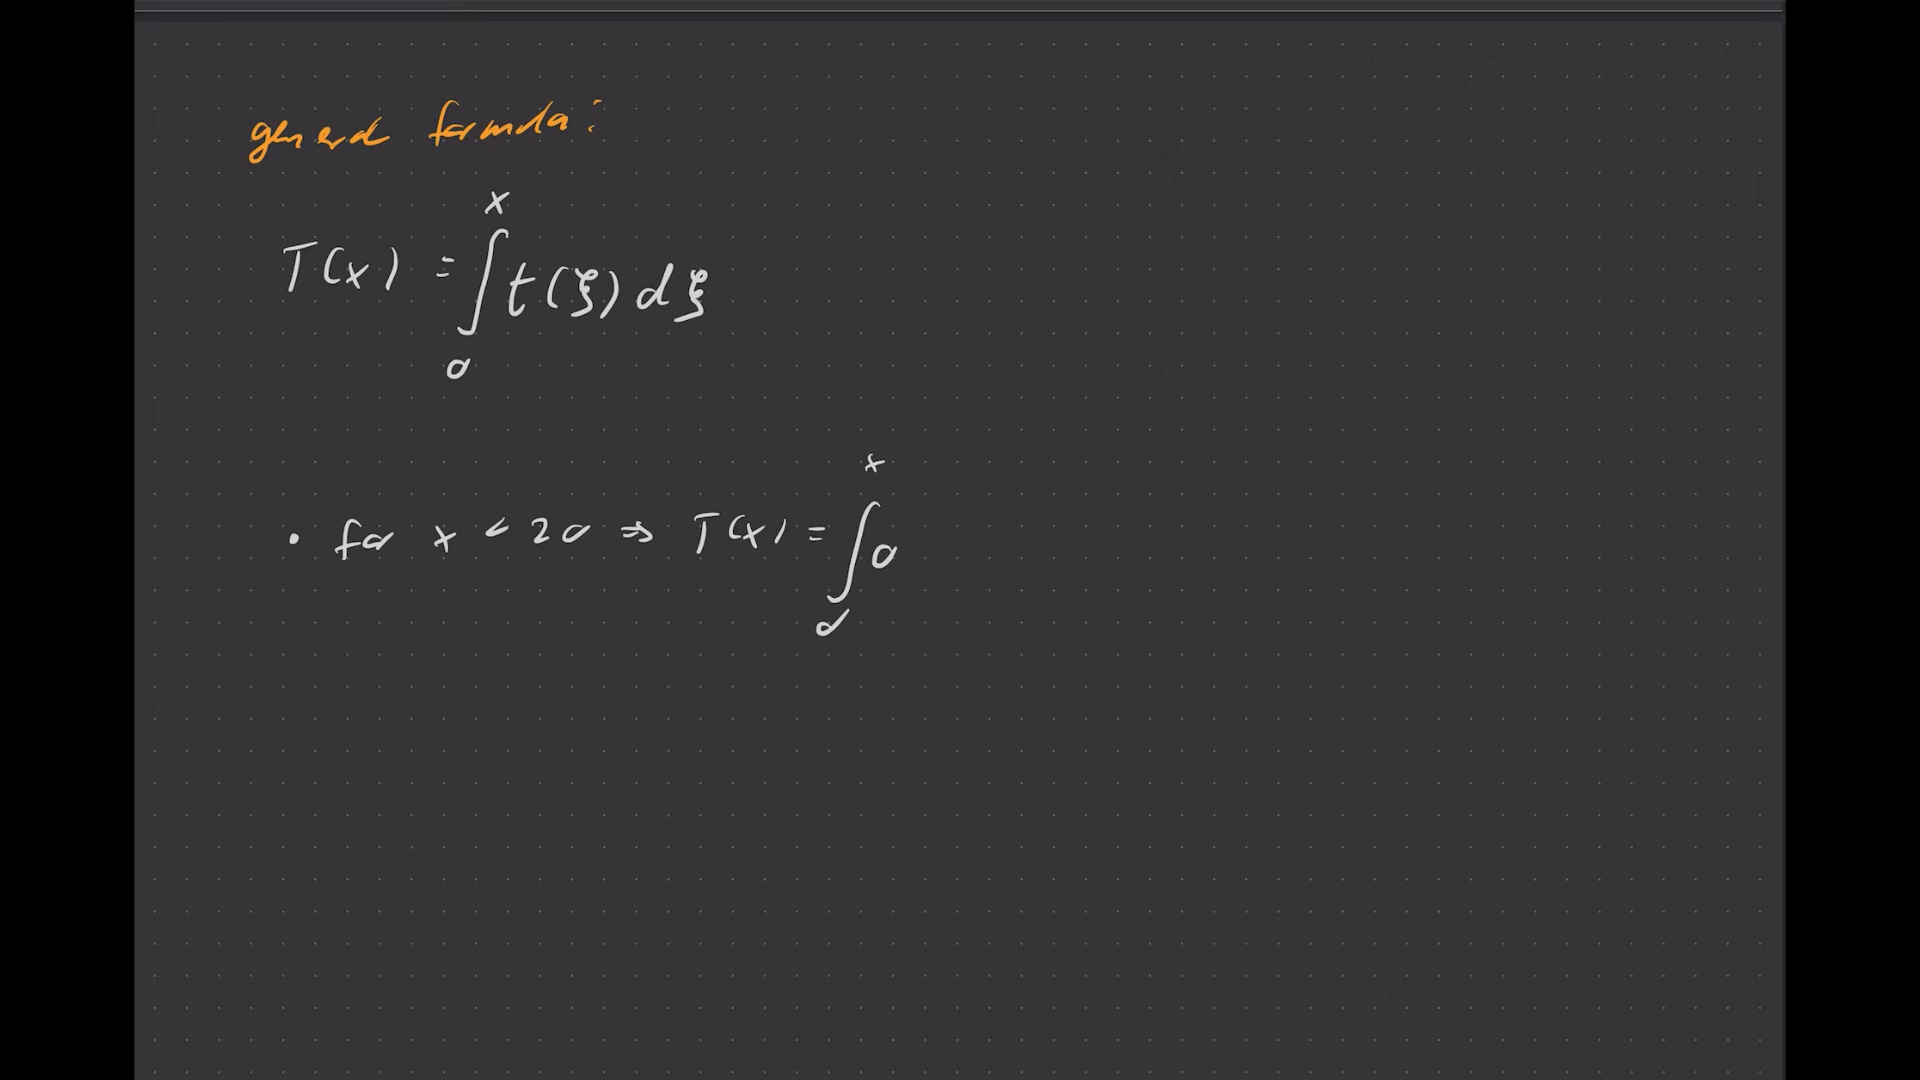 general formula:
T(x) = ∫₀ˣ t(ξ) dξ
• for x < 20 ⇒ T(x) = ∫₀ˣ 0